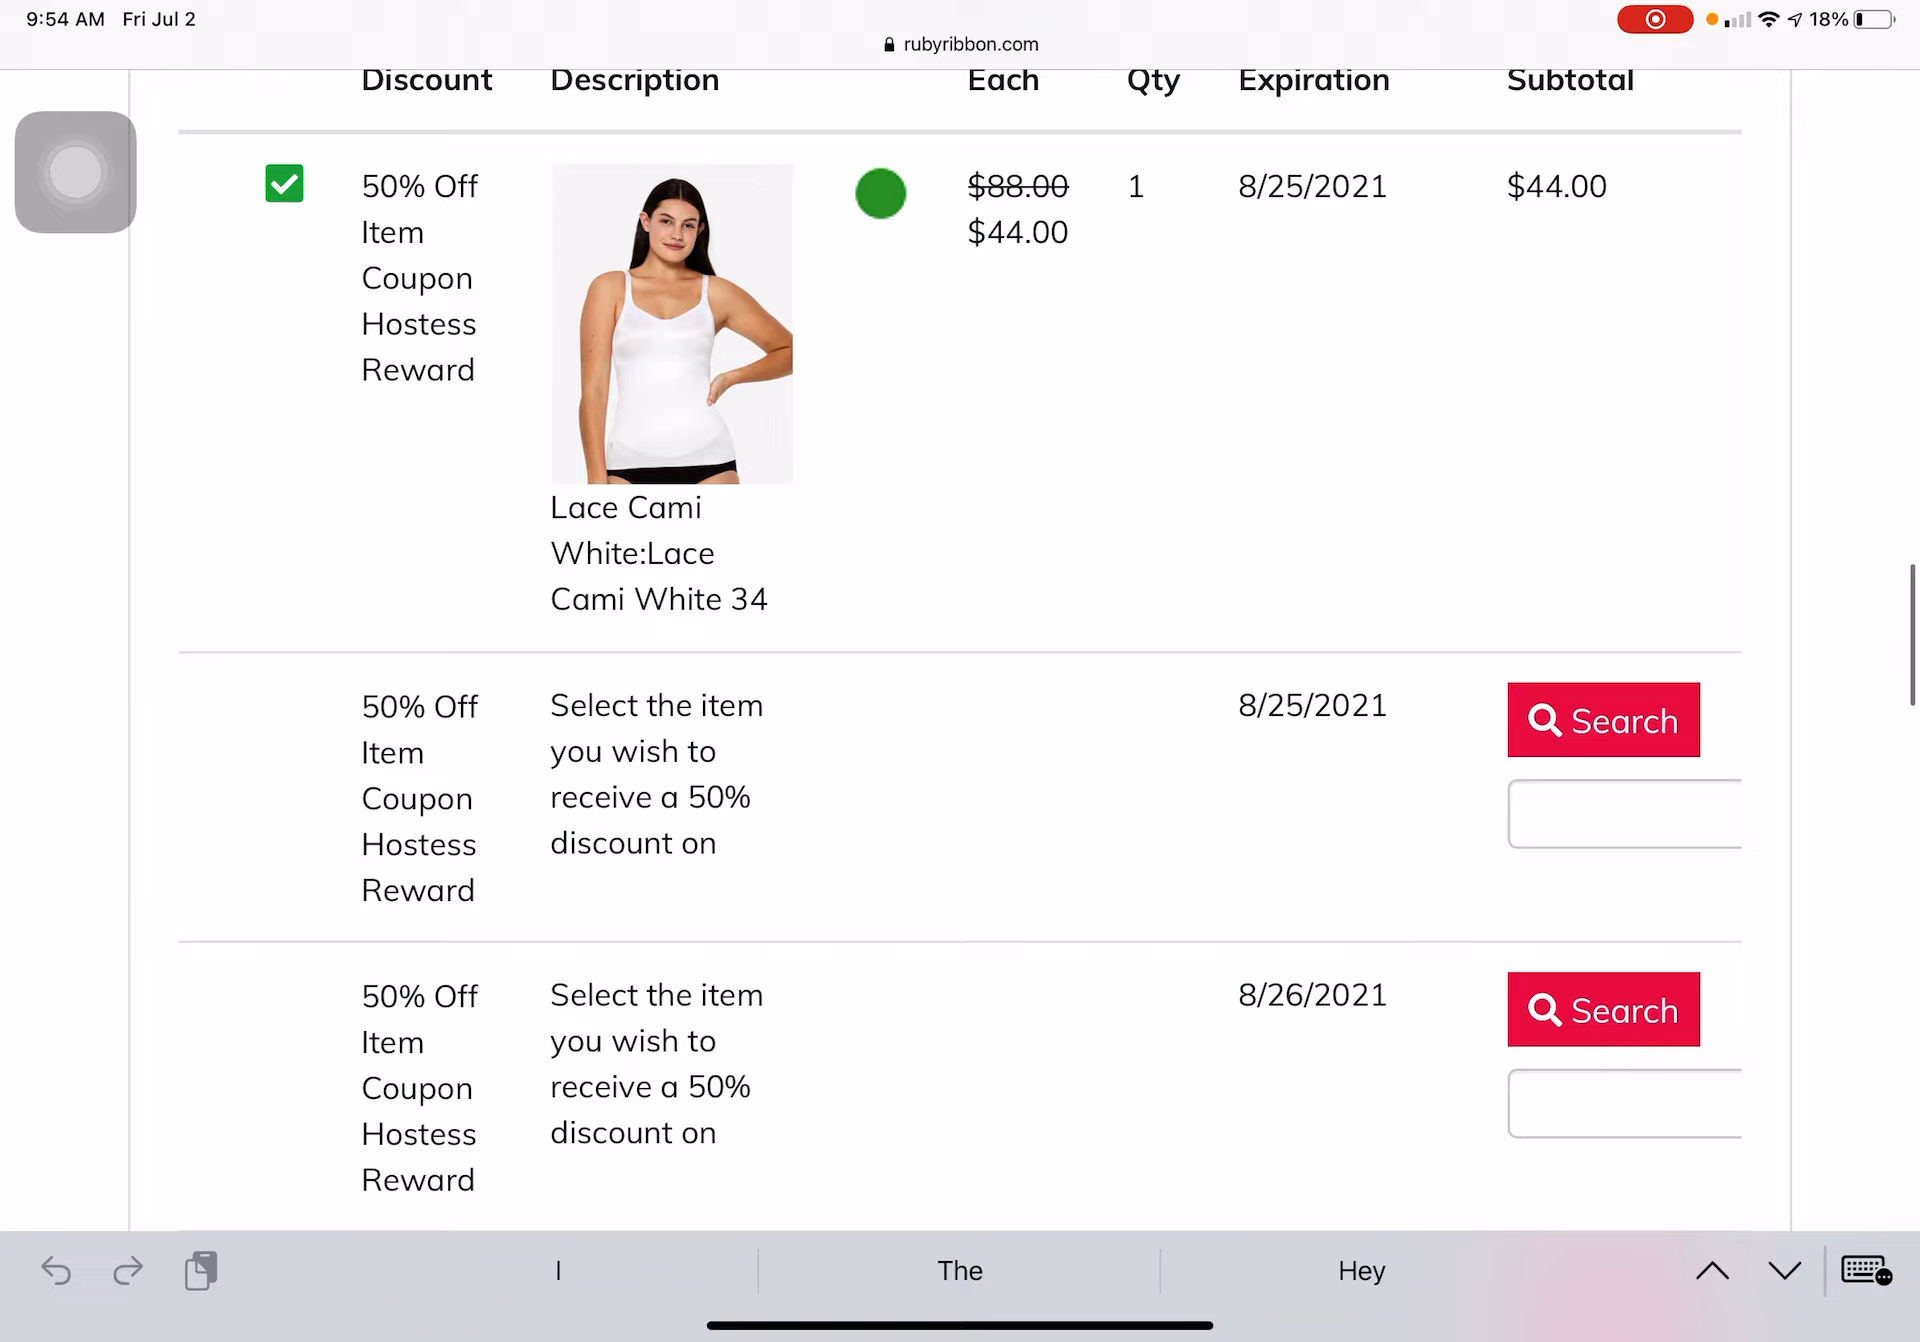 9:54 AM Fri Jul 2
18%
rubyribbon.com
Discount Description Each Qty Expiration Subtotal
50% Off
Item
Coupon
Hostess
Reward
Lace Cami
White:Lace
Cami White 34
$88.00
$44.00
1
8/25/2021
$44.00
50% Off
Item
Coupon
Hostess
Reward
Select the item
you wish to
receive a 50%
discount on
8/25/2021
Search
50% Off
Item
Coupon
Hostess
Reward
Select the item
you wish to
receive a 50%
discount on
8/26/2021
Search
I The Hey